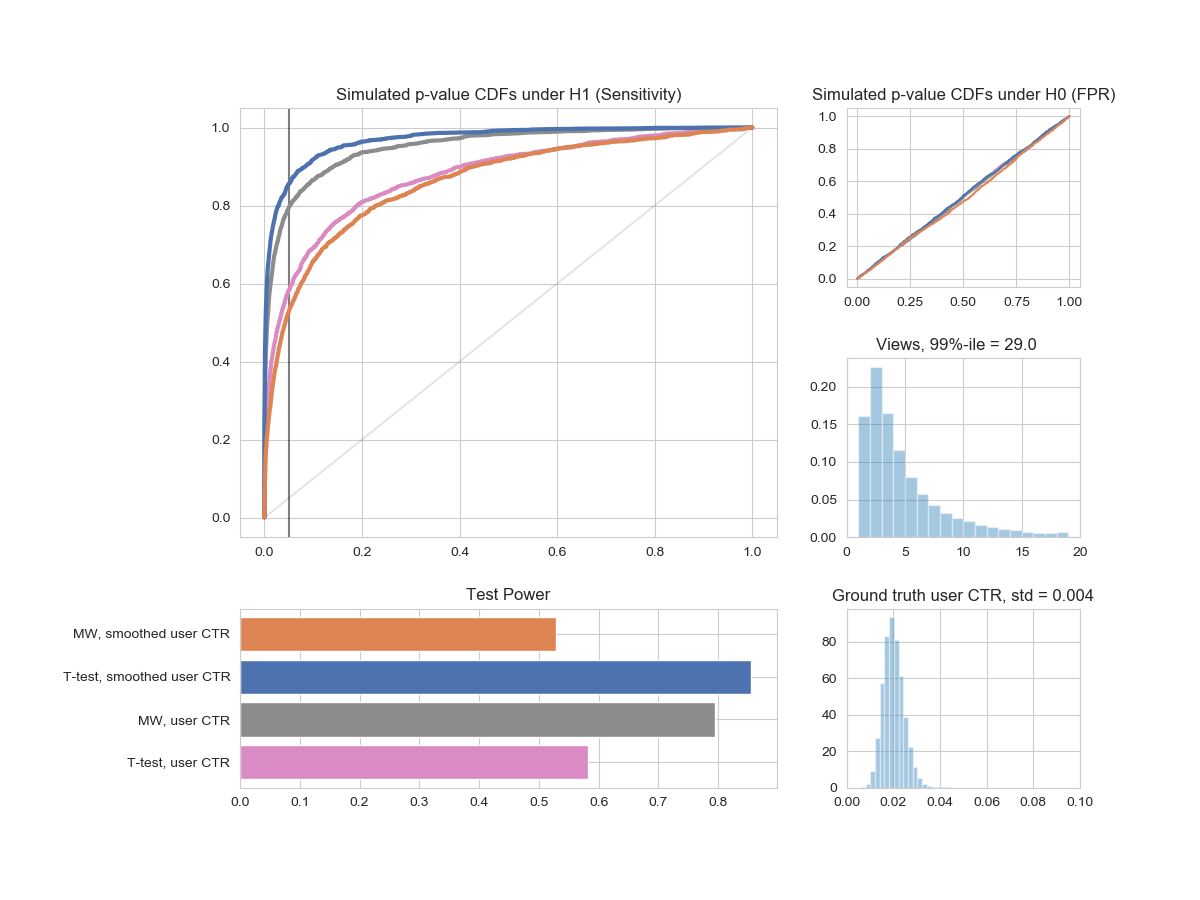 Simulated p-value CDFs under H1 (Sensitivity)
1.0
0.8
0.6
0.4
0.2
0.0
0.0 0.2 0.4 0.6 0.8 1.0
Simulated p-value CDFs under H0 (FPR)
1.0
0.8
0.6
0.4
0.2
0.0
0.00 0.25 0.50 0.75 1.00
Views, 99%-ile = 29.0
0.20
0.15
0.10
0.05
0.00
0 5 10 15 20
Test Power
MW, smoothed user CTR
T-test, smoothed user CTR
MW, user CTR
T-test, user CTR
0.0 0.1 0.2 0.3 0.4 0.5 0.6 0.7 0.8
Ground truth user CTR, std = 0.004
80
60
40
20
0
0.00 0.02 0.04 0.06 0.08 0.10